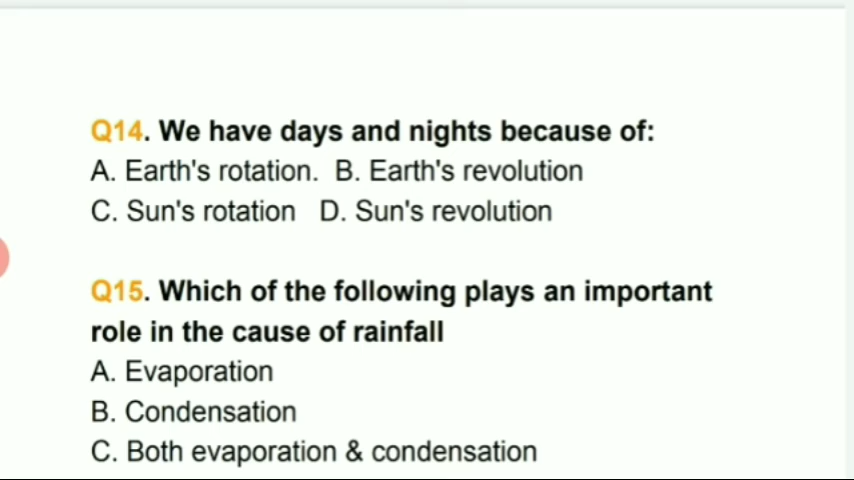 Q14. We have days and nights because of:
A. Earth's rotation. B. Earth's revolution
C. Sun's rotation D. Sun's revolution
Q15. Which of the following plays an important
role in the cause of rainfall
A. Evaporation
B. Condensation
C. Both evaporation & condensation